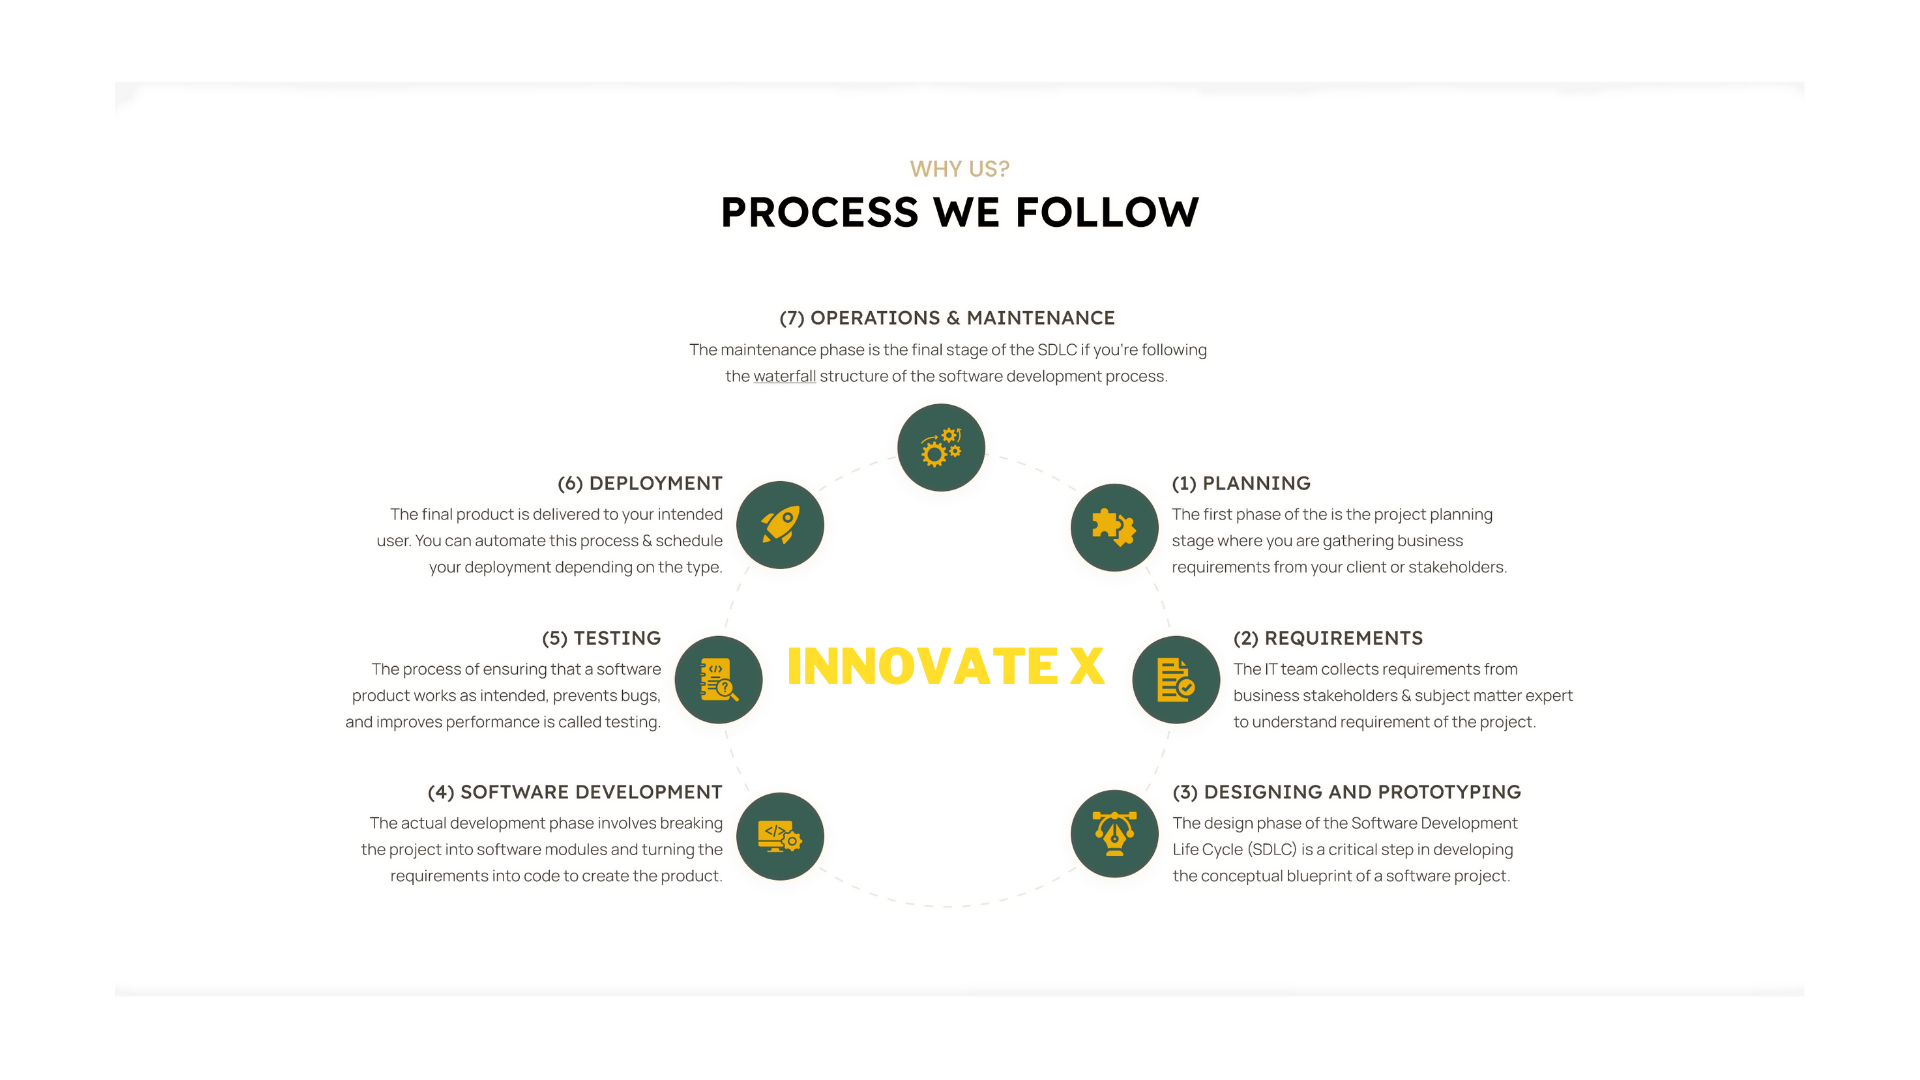 WHY US?
PROCESS WE FOLLOW
(7) OPERATIONS & MAINTENANCE
The maintenance phase is the final stage of the SDLC if you're following
the waterfall structure of the software development process.
(1) PLANNING
The first phase of the is the project planning
stage where you are gathering business
requirements from your client or stakeholders.
(2) REQUIREMENTS
The IT team collects requirements from
business stakeholders & subject matter expert
to understand requirement of the project.
(3) DESIGNING AND PROTOTYPING
The design phase of the Software Development
Life Cycle (SDLC) is a critical step in developing
the conceptual blueprint of a software project.
(4) SOFTWARE DEVELOPMENT
The actual development phase involves breaking
the project into software modules and turning the
requirements into code to create the product.
(5) TESTING
The process of ensuring that a software
product works as intended, prevents bugs,
and improves performance is called testing.
(6) DEPLOYMENT
The final product is delivered to your intended
user. You can automate this process & schedule
your deployment depending on the type.
INNOVATE X